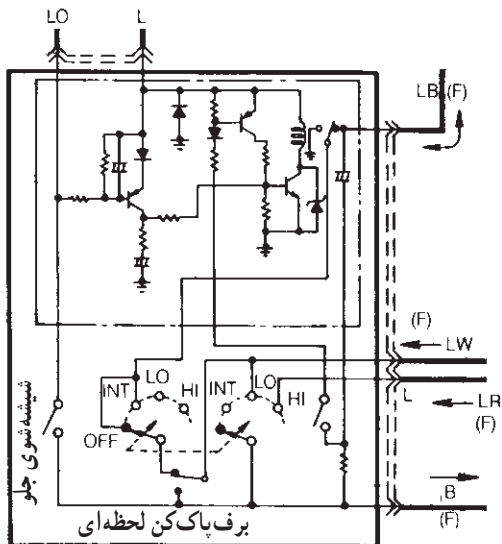 LO
L
LB (F)
(F)
LW
INT
LO
HI
INT
LO
HI
L
LR
(F)
OFF
شیشه‌شوی جلو
B
(F)
برف‌پاک‌کن لحظه‌ای